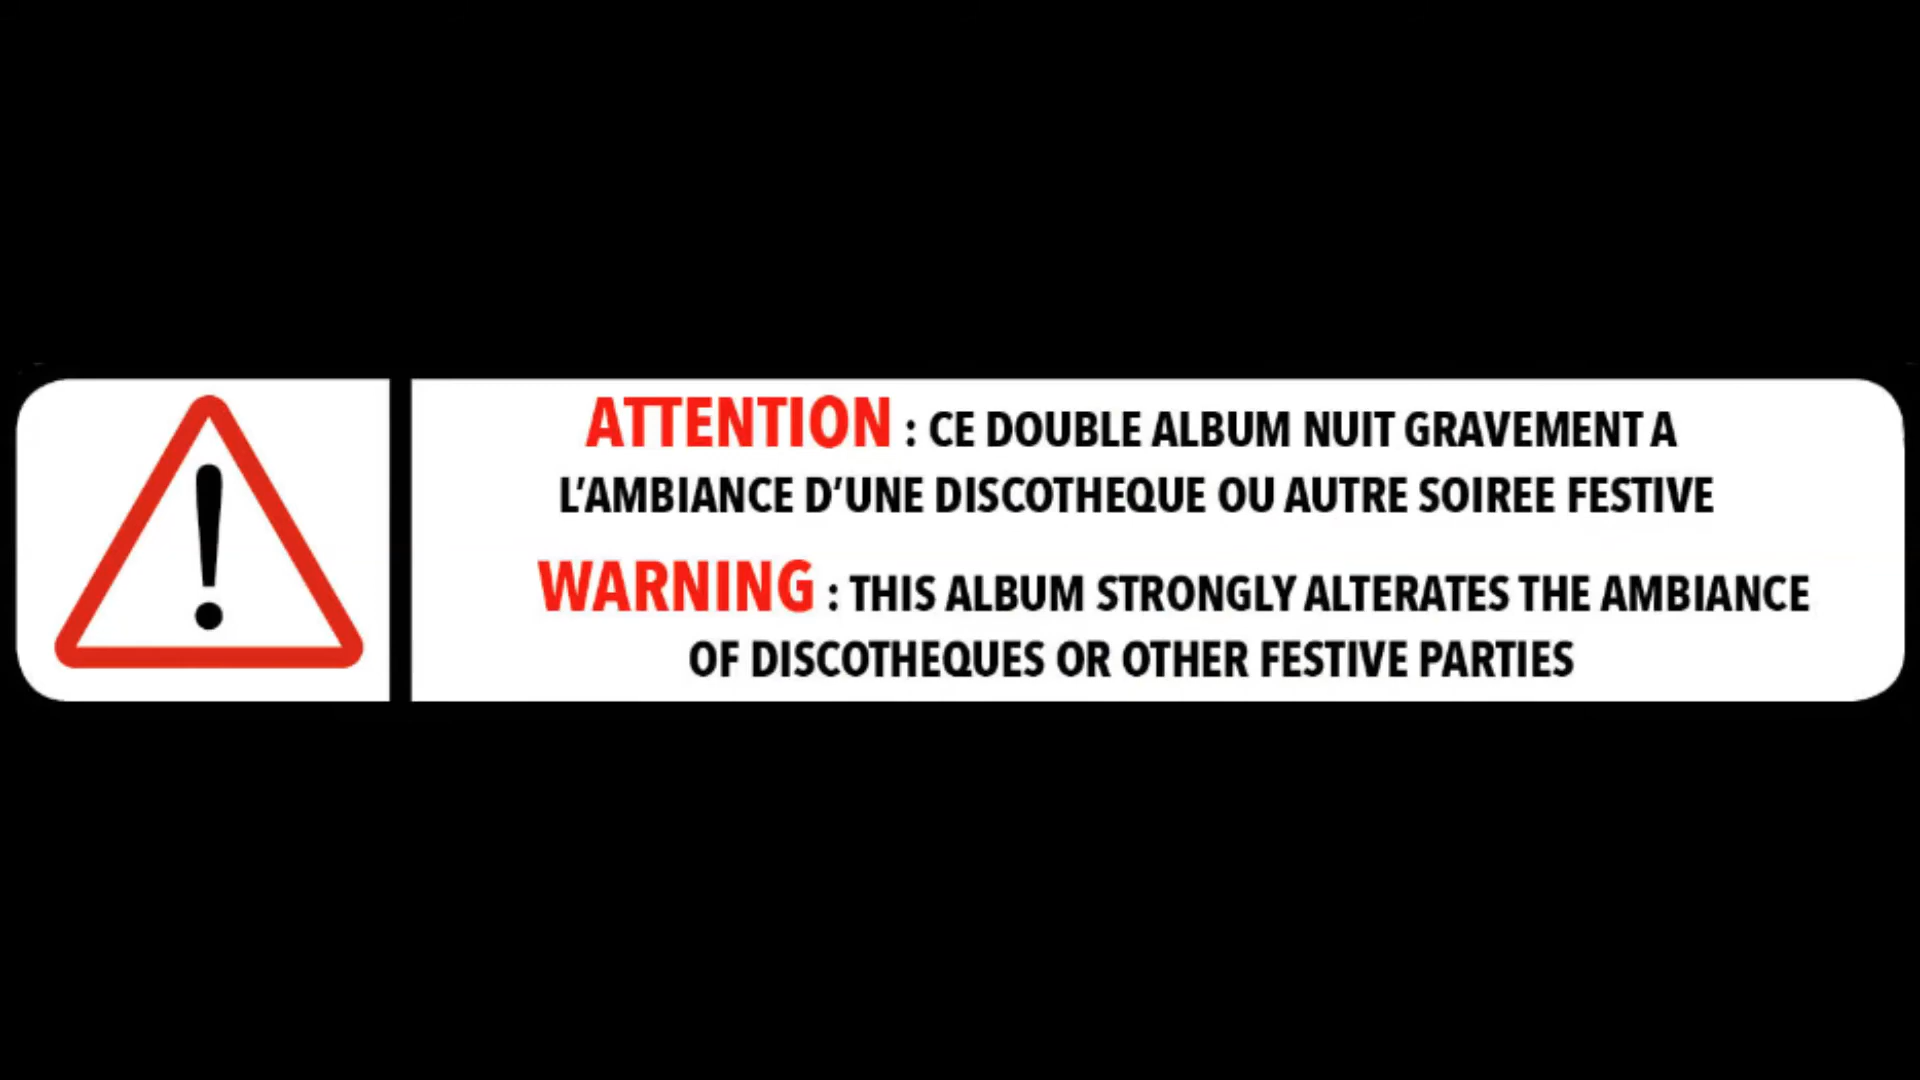 ATTENTION : CE DOUBLE ALBUM NUIT GRAVEMENT A
L'AMBIANCE D'UNE DISCOTHEQUE OU AUTRE SOIREE FESTIVE
WARNING : THIS ALBUM STRONGLY ALTERATES THE AMBIANCE
OF DISCOTHEQUES OR OTHER FESTIVE PARTIES